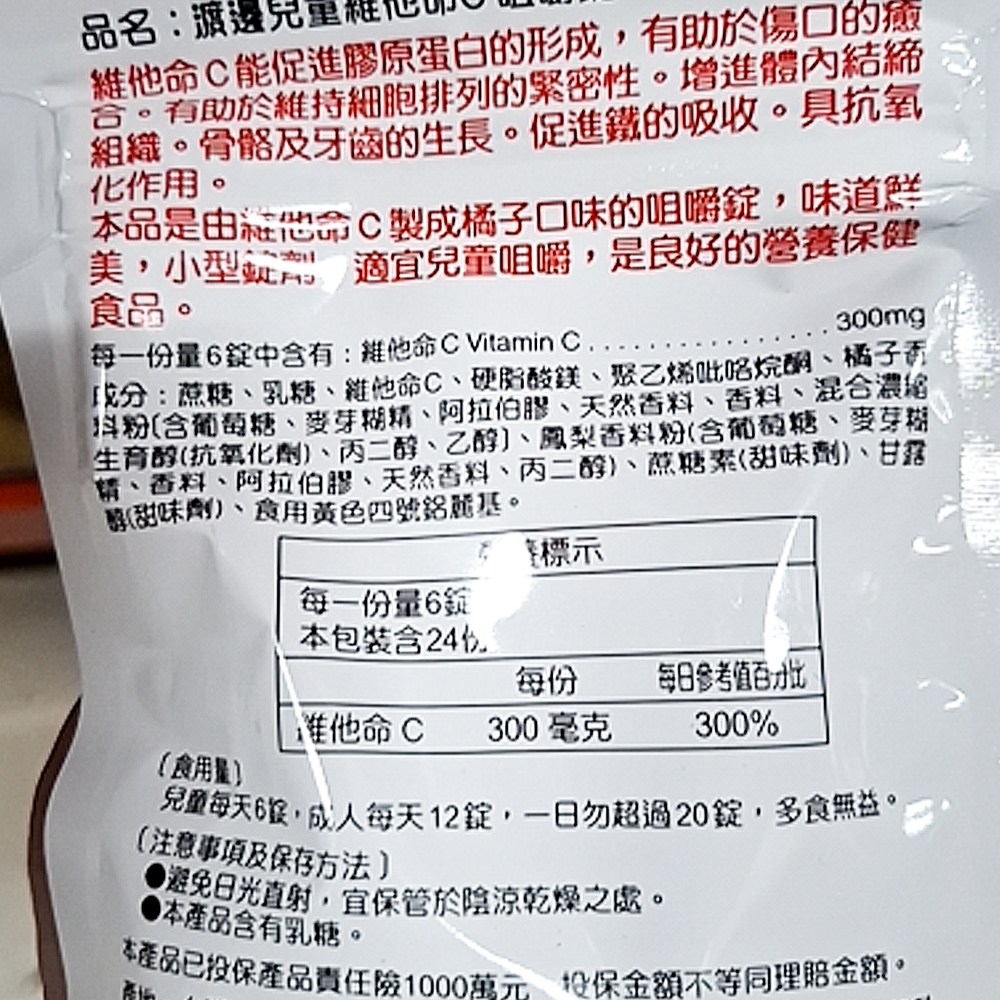 品名：渡邊兒童維他命C咀嚼
維他命C能促進膠原蛋白的形成，有助於傷口的癒
合。有助於維持細胞排列的緊密性。增進體內結締
組織。骨骼及牙齒的生長。促進鐵的吸收。具抗氧
化作用。
本品是由維他命C製成橘子口味的咀嚼錠，味道鮮
美，小型錠劑，適宜兒童咀嚼，是良好的營養保健
食品。
每一份量6錠中含有：維他命C Vitamin C................ 300mg
成分：蔗糖、乳糖、維他命C、硬脂酸鎂、聚乙烯吡咯烷酮、橘子香
料粉(含葡萄糖、麥芽糊精、阿拉伯膠、天然香料、香料、混合濃縮
生育醇(抗氧化劑)、丙二醇、乙醇)、鳳梨香料粉(含葡萄糖、麥芽糊
精、香料、阿拉伯膠、天然香料、丙二醇)、蔗糖素(甜味劑)、甘露
醇(甜味劑)、食用黃色四號鋁麗基。
營養標示
每一份量6錠
本包裝含24份
每份 每日參考值百分比
維他命C 300 毫克 300%
〔食用量〕
兒童每天6錠，成人每天12錠，一日勿超過20錠，多食無益。
〔注意事項及保存方法〕
●避免日光直射，宜保管於陰涼乾燥之處。
●本產品含有乳糖。
本產品已投保產品責任險1000萬元 投保金額不等同理賠金額。